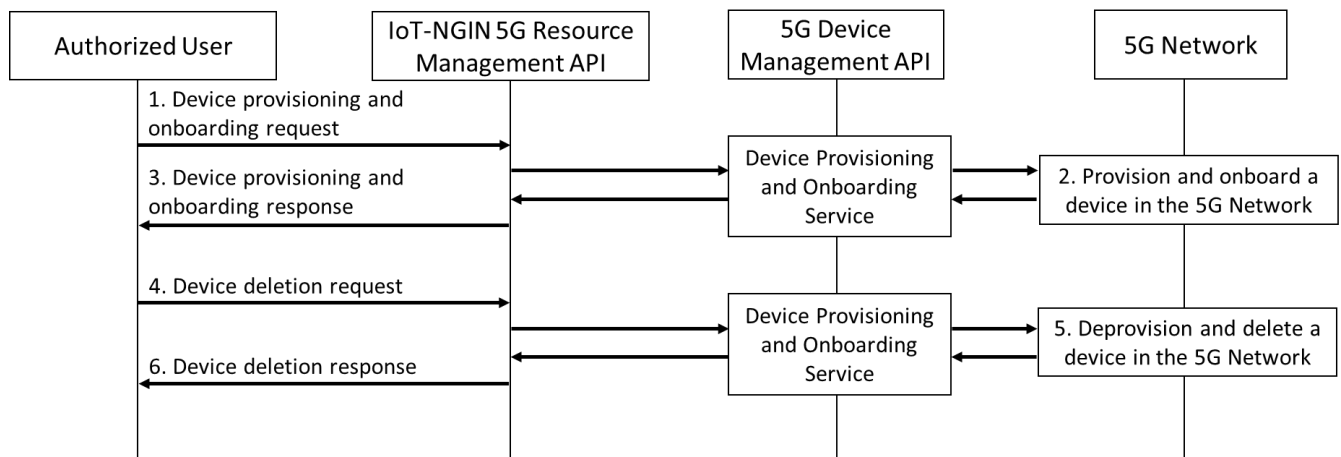 Authorized User
IoT-NGIN 5G Resource
Management API
5G Device
Management API
5G Network
1. Device provisioning and
onboarding request
Device Provisioning
and Onboarding
Service
2. Provision and onboard a
device in the 5G Network
3. Device provisioning and
onboarding response
4. Device deletion request
Device Provisioning
and Onboarding
Service
5. Deprovision and delete a
device in the 5G Network
6. Device deletion response